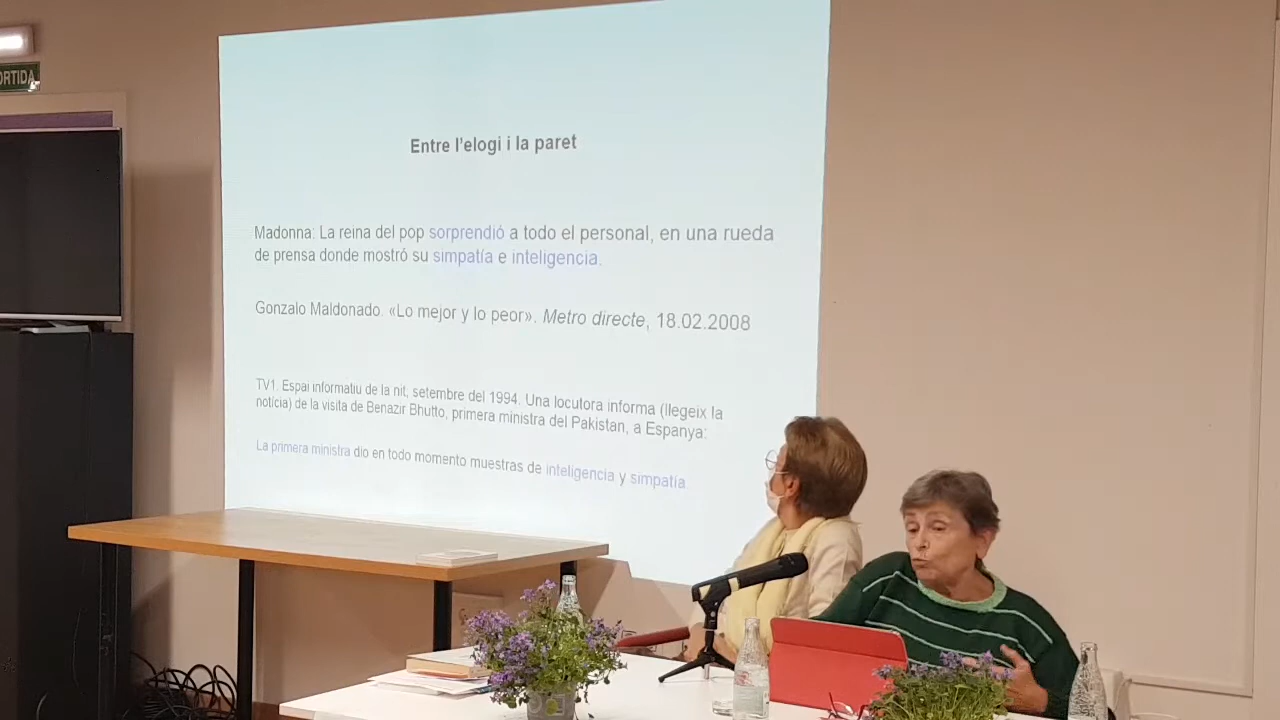 ORTIDA
Entre l'elogi i la paret
Madonna: La reina del pop sorprendió a todo el personal, en una rueda
de prensa donde mostró su simpatía e inteligencia.
Gonzalo Maldonado. «Lo mejor y lo peor». Metro directe, 18.02.2008
TV1. Espai informatiu de la nit, setembre del 1994. Una locutora informa (llegeix la
notícia) de la visita de Benazir Bhutto, primera ministra del Pakistan, a Espanya:
La primera ministra dio en todo momento muestras de inteligencia y simpatía